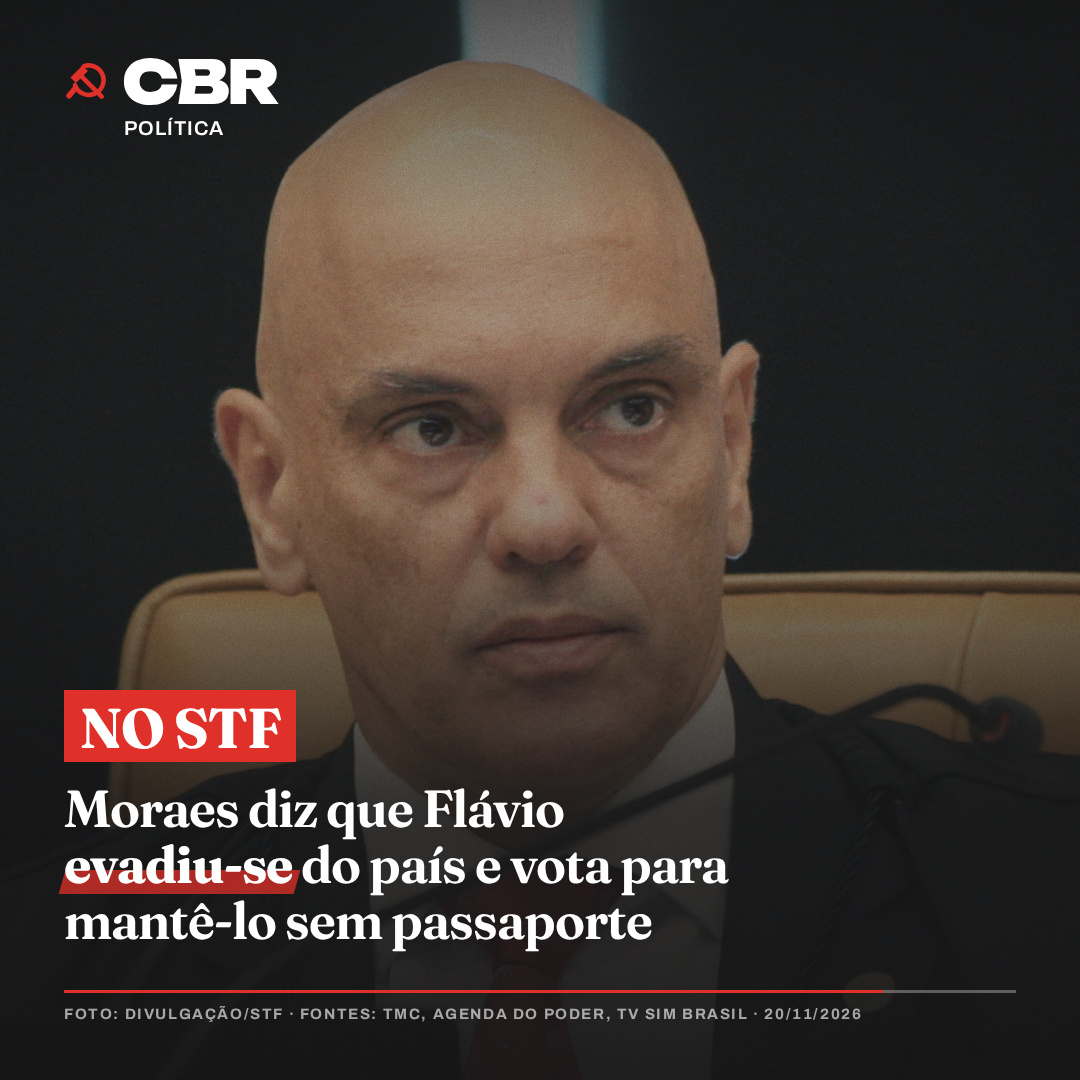 CBR
POLÍTICA
NO STF
Moraes diz que Flávio
evadiu-se do país e vota para
mantê-lo sem passaporte
FOTO: DIVULGAÇÃO/STF · FONTES: TMC, AGENDA DO PODER, TV SIM BRASIL · 20/11/2026